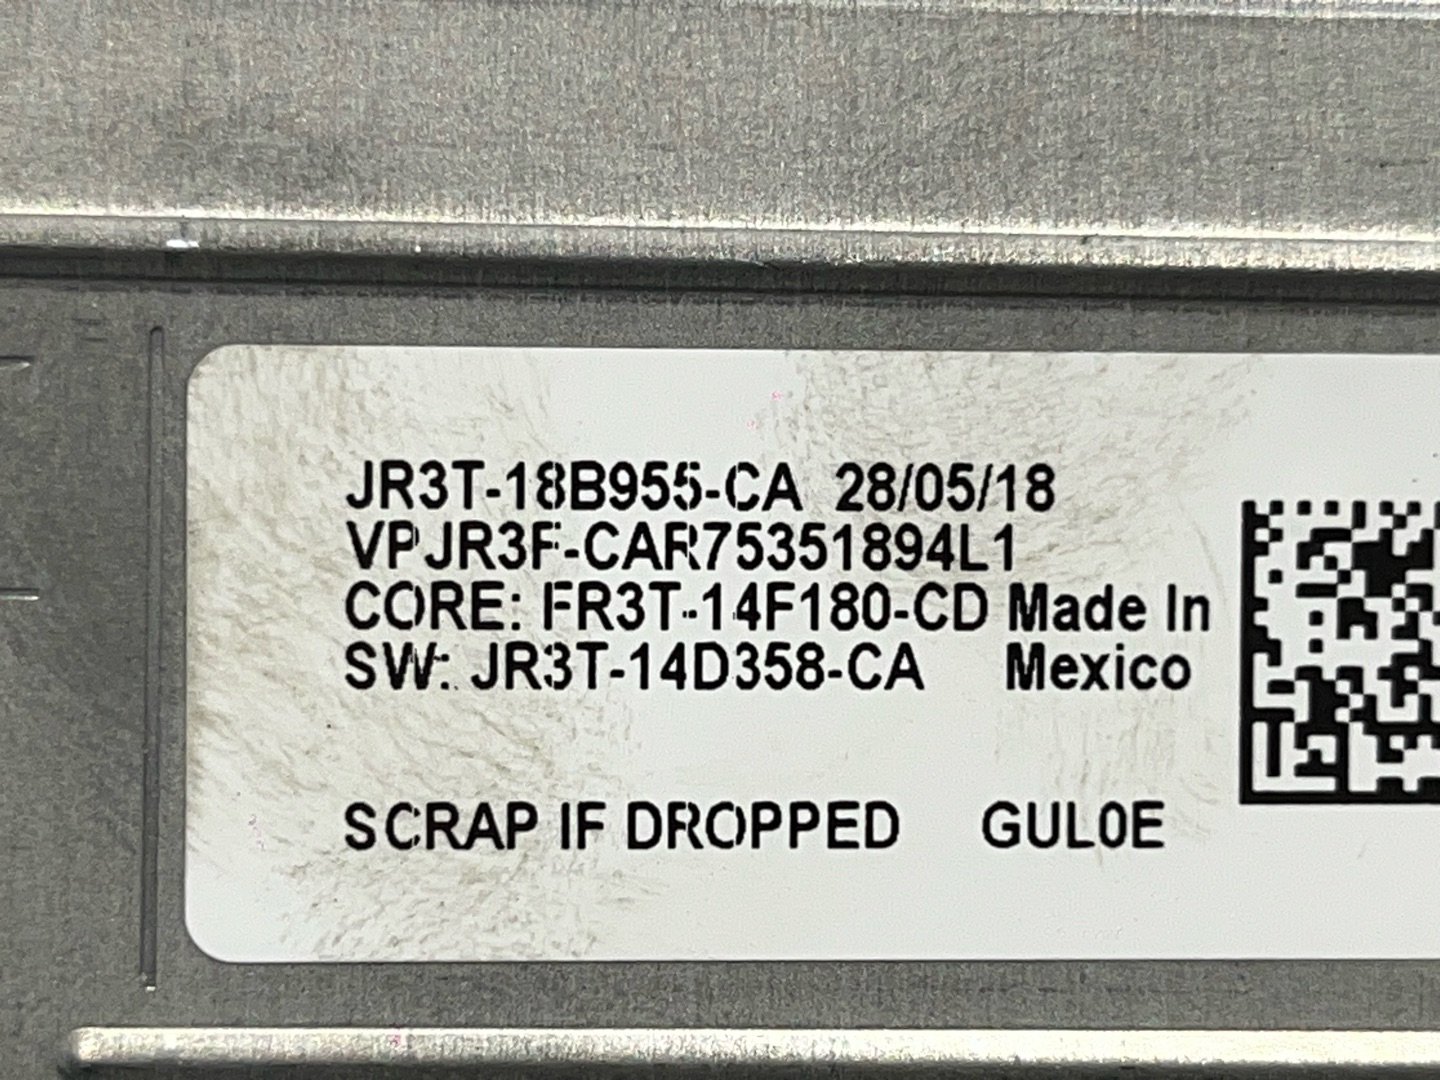 JR3T-18B955-CA 28/05/18
VPJR3F-CAR75351894L1
CORE: FR3T-14F180-CD Made In
SW: JR3T-14D358-CA Mexico
SCRAP IF DROPPED GUL0E